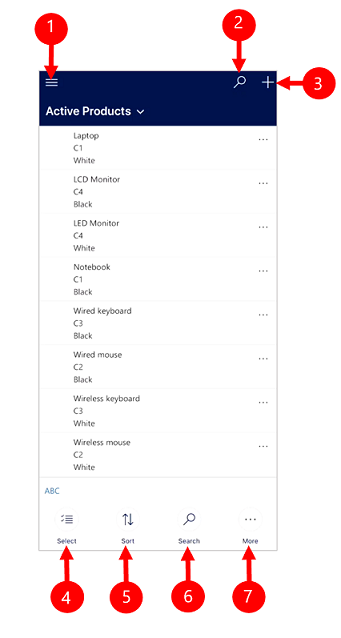 1
2
3
Active Products
Laptop
C1
White
LCD Monitor
C4
Black
LED Monitor
C4
White
Notebook
C1
Black
Wired keyboard
C3
Black
Wired mouse
C2
Black
Wireless keyboard
C3
White
Wireless mouse
C2
White
ABC
Select Sort Search More
4 5 6 7